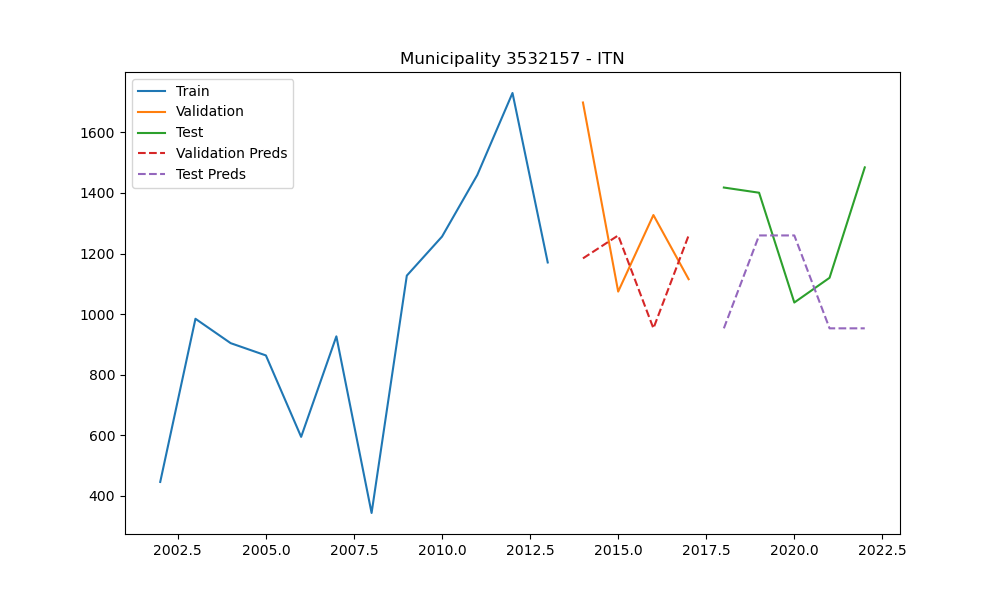 Municipality 3532157 - ITN
Train
Validation
Test
Validation Preds
Test Preds
1600
1400
1200
1000
800
600
400
2002.5 2005.0 2007.5 2010.0 2012.5 2015.0 2017.5 2020.0 2022.5